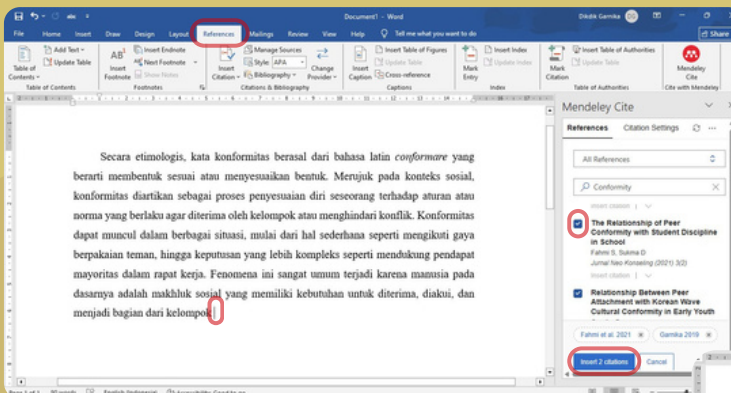 Document1 - Word
Dikdik Garnika
File Home Insert Draw Design Layout References Mailings Review View Help Tell me what you want to do Share
Table of Contents
Add Text
Update Table
Table of Contents
AB
Insert Footnote
Insert Endnote
Next Footnote
Show Notes
Footnotes
Insert Citation
Manage Sources
Style: APA
Bibliography
Change Provider
Citations & Bibliography
Insert Caption
Insert Table of Figures
Update Table
Cross-reference
Captions
Mark Entry
Insert Index
Update Index
Index
Mark Citation
Insert Table of Authorities
Update Table
Table of Authorities
Mendeley Cite
Cite with Mendeley
Secara etimologis, kata konformitas berasal dari bahasa latin conformare yang
berarti membentuk sesuai atau menyesuaikan bentuk. Merujuk pada konteks sosial,
konformitas diartikan sebagai proses penyesuaian diri seseorang terhadap aturan atau
norma yang berlaku agar diterima oleh kelompok atau menghindari konflik. Konformitas
dapat muncul dalam berbagai situasi, mulai dari hal sederhana seperti mengikuti gaya
berpakaian teman, hingga keputusan yang lebih kompleks seperti mendukung pendapat
mayoritas dalam rapat kerja. Fenomena ini sangat umum terjadi karena manusia pada
dasarnya adalah makhluk sosial yang memiliki kebutuhan untuk diterima, diakui, dan
menjadi bagian dari kelompok
Mendeley Cite
References Citation Settings
All References
Conformity
Insert citation
The Relationship of Peer
Conformity with Student Discipline
in School
Fahmi S, Sukma D
Jurnal Neo Konseling (2021) 3(2)
Insert citation
Relationship Between Peer
Attachment with Korean Wave
Cultural Conformity in Early Youth
Fahmi et al. 2021
Garnika 2019
Insert 2 citations
Cancel